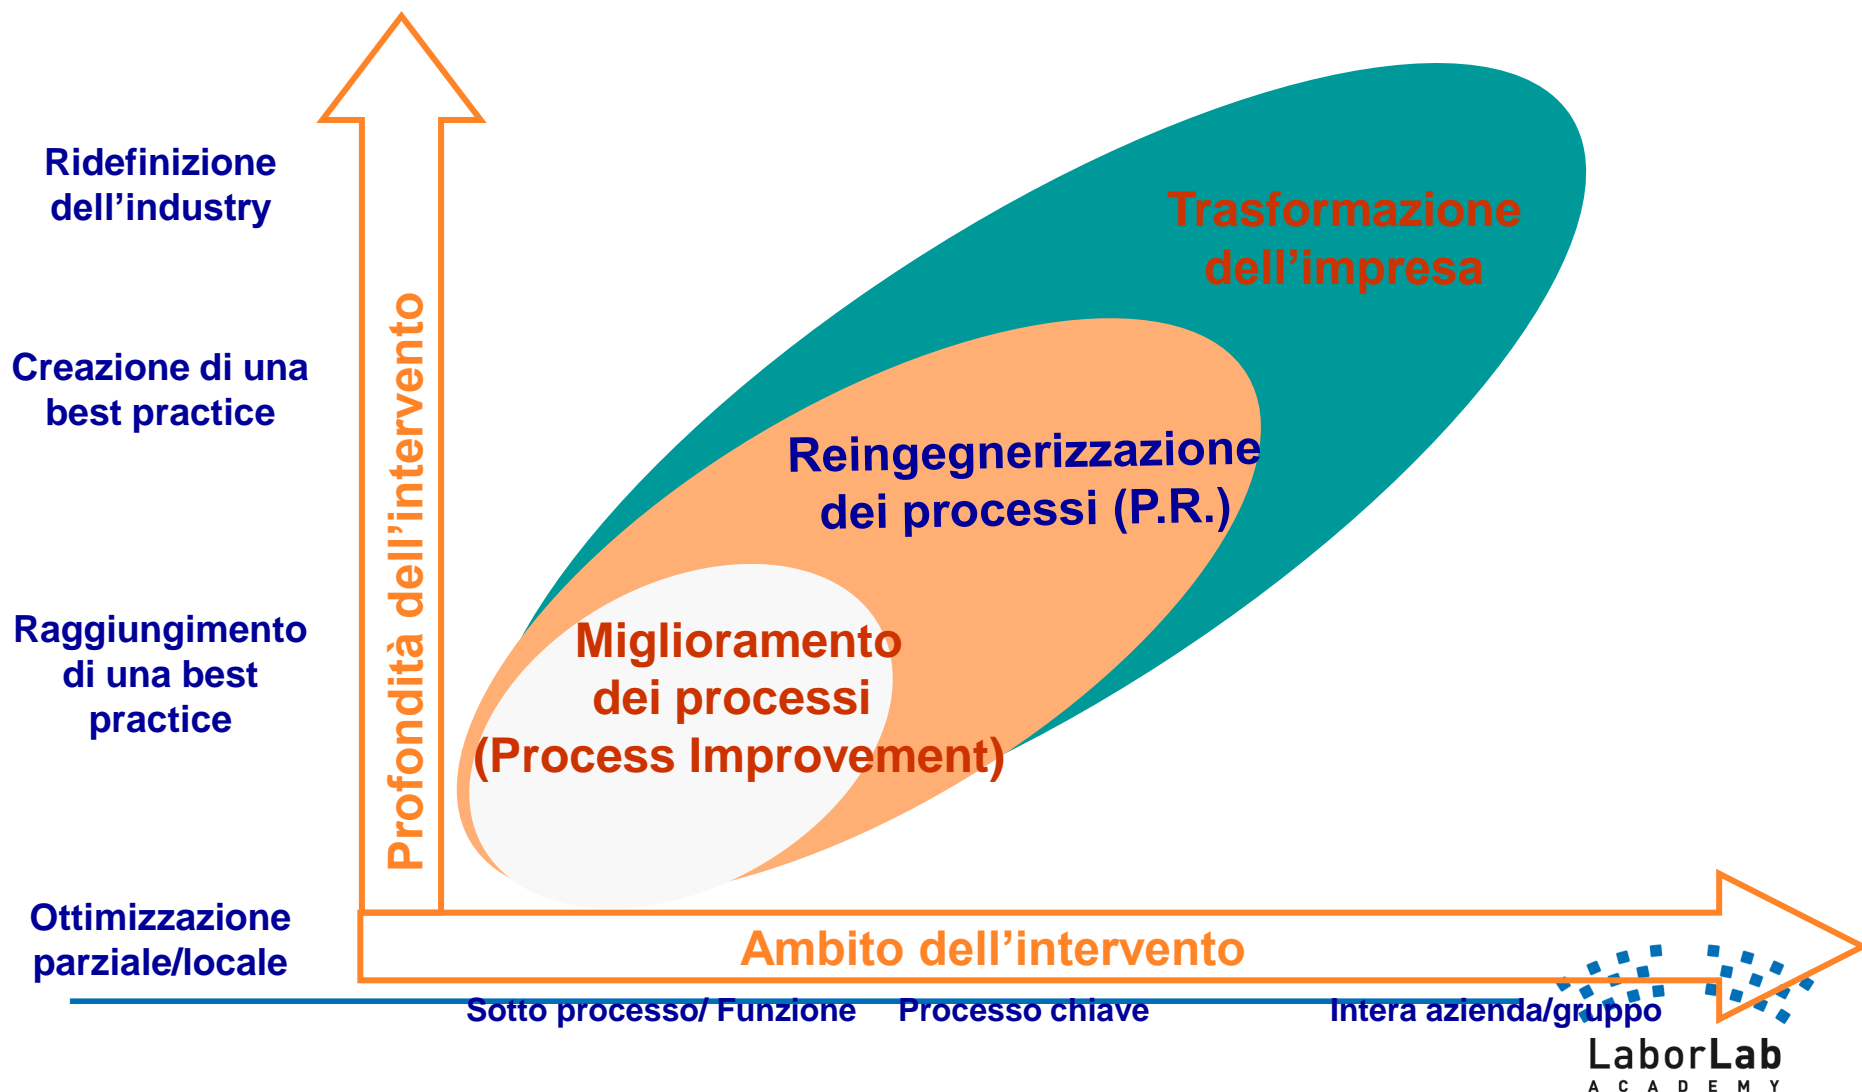 Ridefinizione
dell’industry
Creazione di una
best practice
Raggiungimento
di una best
practice
Ottimizzazione
parziale/locale
Profondità dell’intervento
Trasformazione
dell’impresa
Reingegnerizzazione
dei processi (P.R.)
Miglioramento
dei processi
(Process Improvement)
Ambito dell’intervento
Sotto processo/ Funzione
Processo chiave
Intera azienda/gruppo
LaborLab
ACADEMY